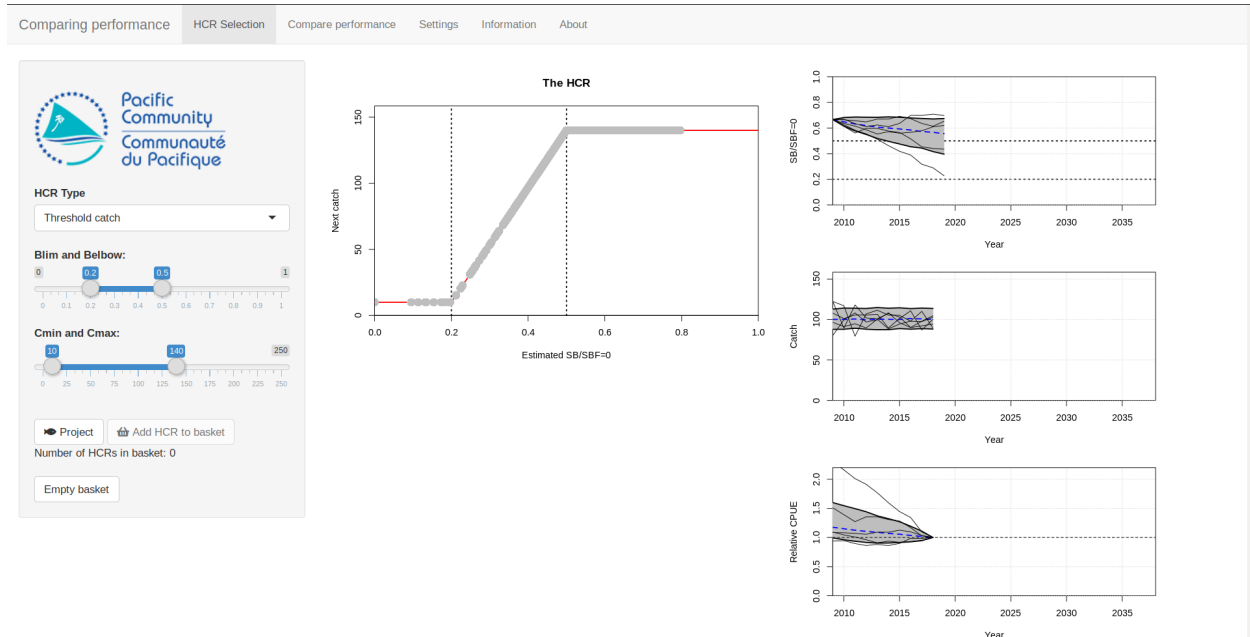 Comparing performance HCR Selection Compare performance Settings Information About
Pacific
Community
Communauté
du Pacifique
HCR Type
Threshold catch
Blim and Belbow:
0 0.2 0.5 1
0 0.1 0.2 0.3 0.4 0.5 0.6 0.7 0.8 0.9 1
Cmin and Cmax:
10 140 250
0 25 50 75 100 125 150 175 200 225 250
Project Add HCR to basket
Number of HCRs in basket: 0
Empty basket
The HCR
Next catch
150
100
50
0
0.0 0.2 0.4 0.6 0.8 1.0
Estimated SB/SBF=0
SB/SBF=0
1.0
0.8
0.6
0.4
0.2
0.0
2010 2015 2020 2025 2030 2035
Year
Catch
150
100
50
0
2010 2015 2020 2025 2030 2035
Year
Relative CPUE
2.0
1.5
1.0
0.5
0.0
2010 2015 2020 2025 2030 2035
Year